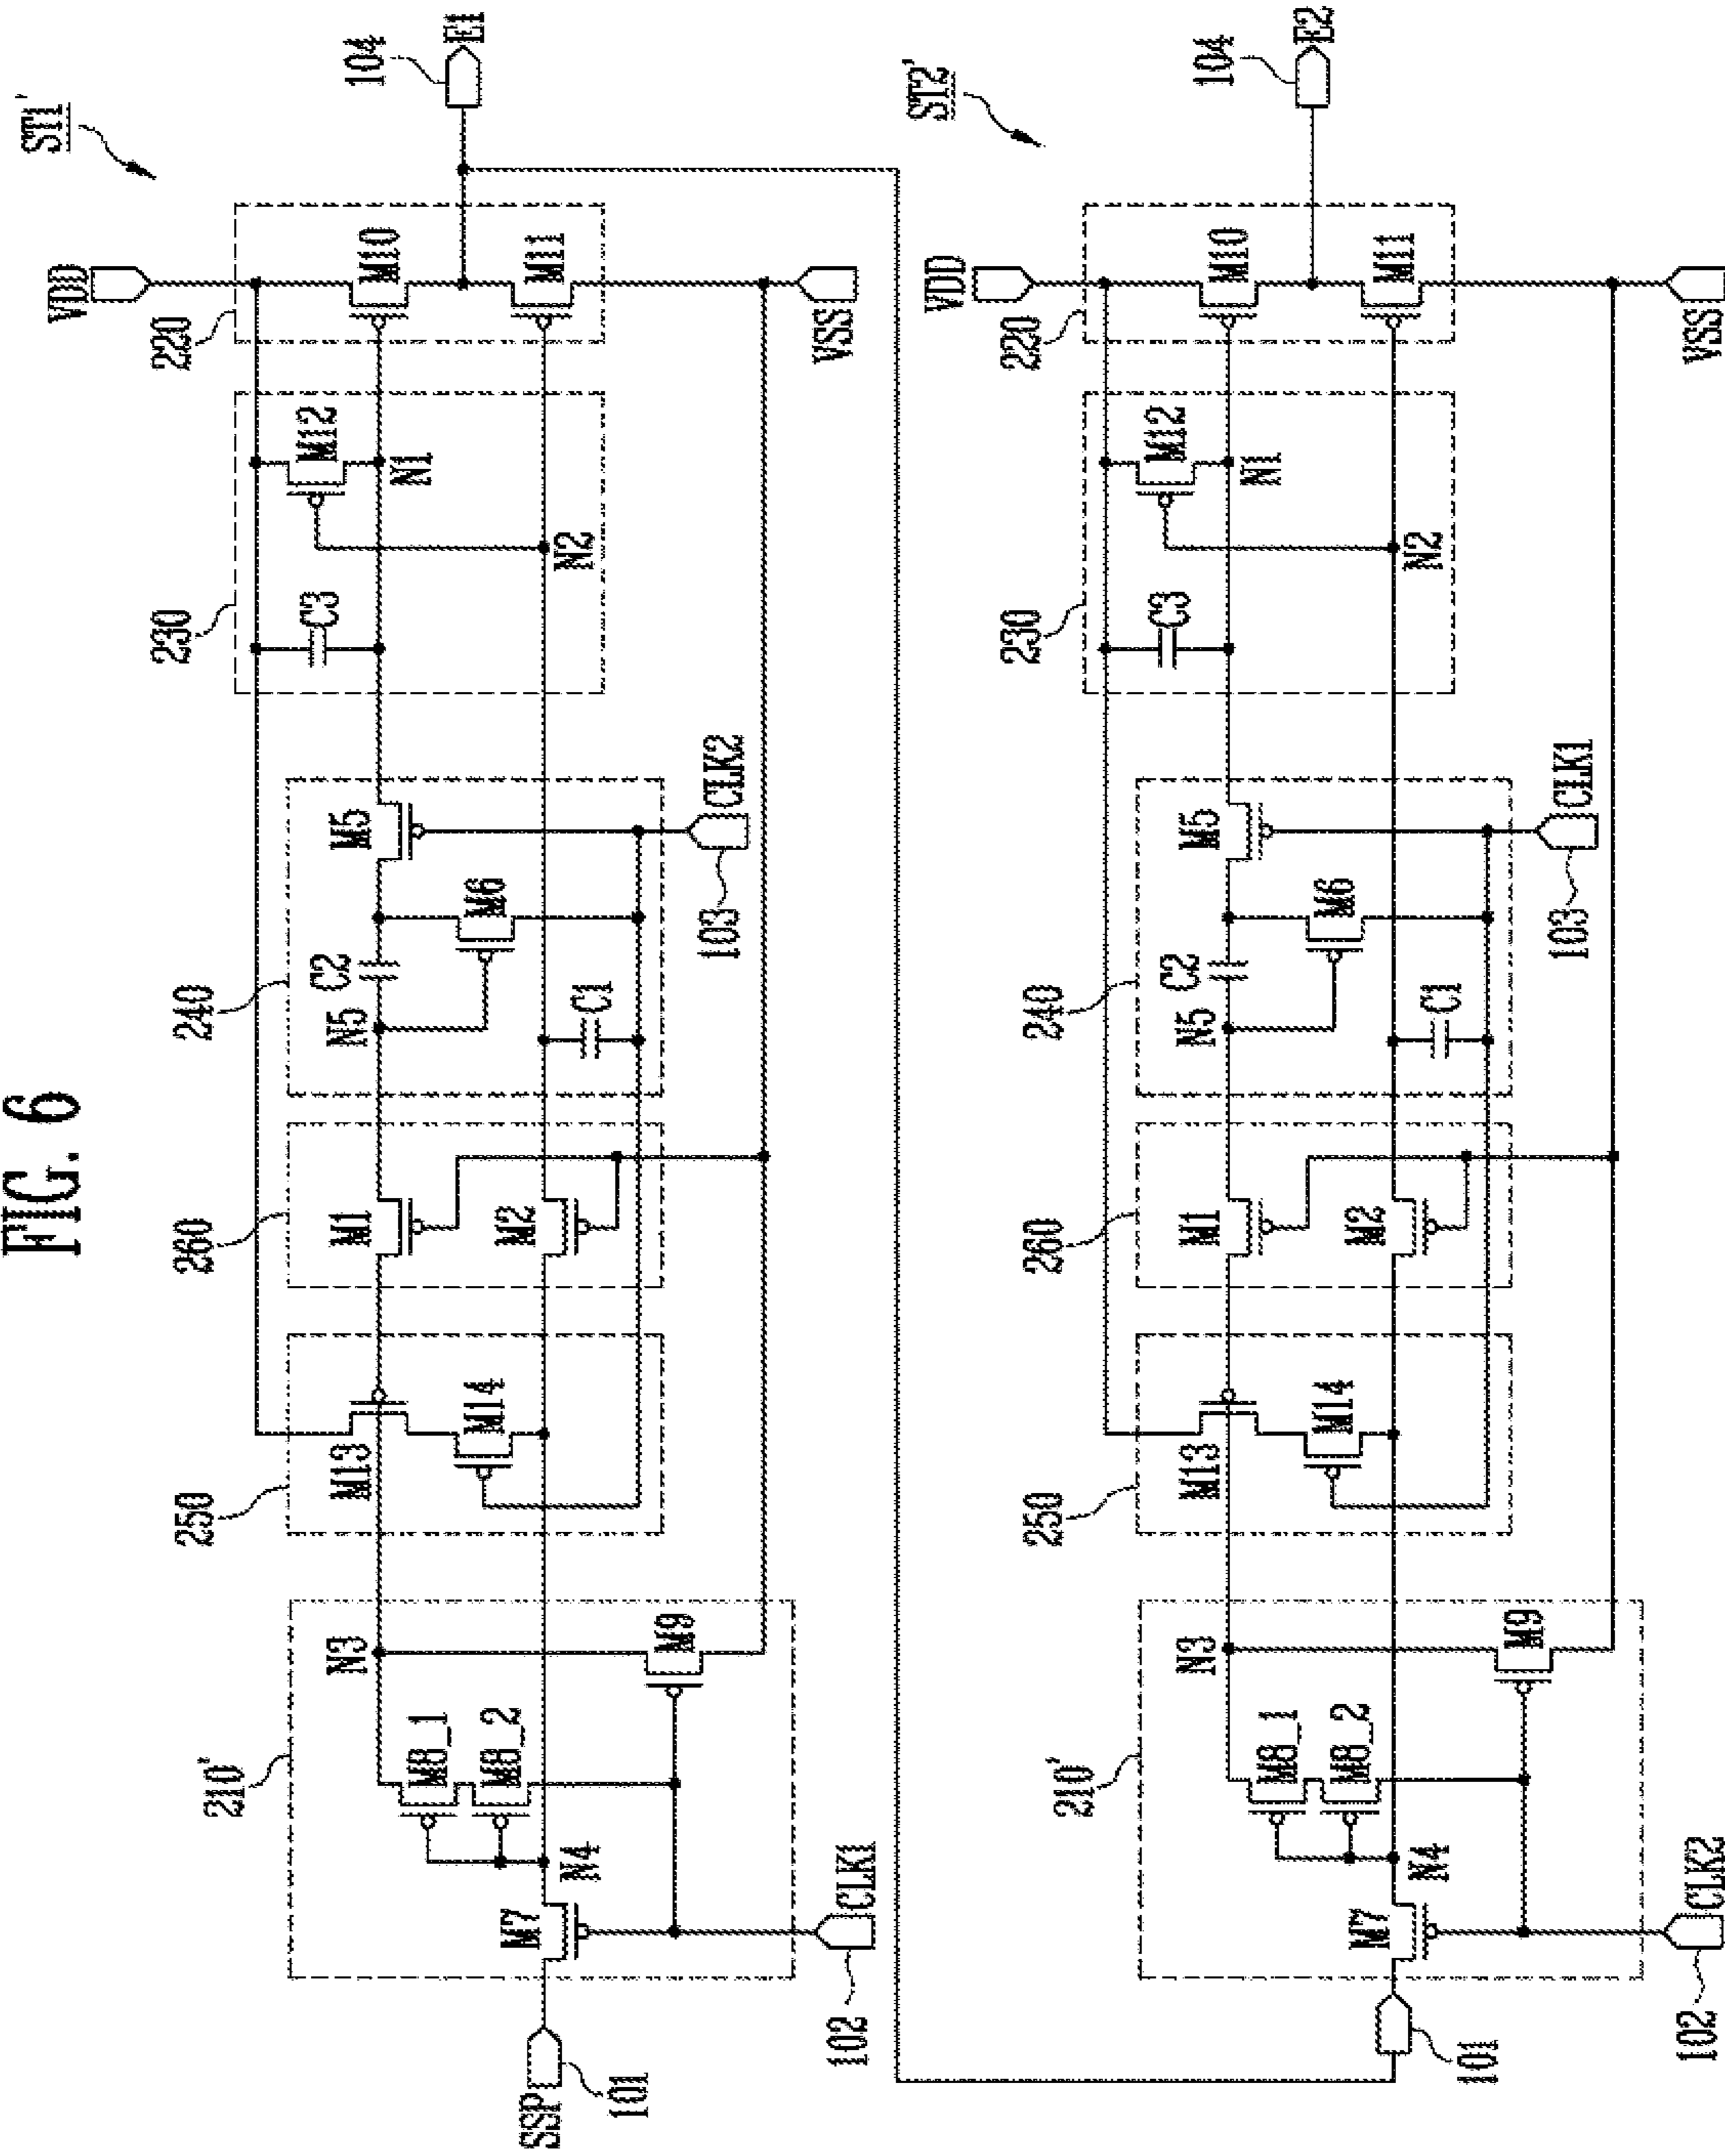 FIG. 6
ST1'
210'
250
260
240
230
220
VDD
104
E1
N3
M13
M1
N5
C2
M5
C3
M12
M10
M8_1
M8_2
M14
M6
N1
M7
N4
M9
M2
C1
N2
M11
SSP
101
102
CLK1
103
CLK2
VSS
ST2'
210'
250
260
240
230
220
VDD
104
E2
N3
M13
M1
N5
C2
M5
C3
M12
M10
M8_1
M8_2
M14
M6
N1
M7
N4
M9
M2
C1
N2
M11
101
102
CLK2
103
CLK1
VSS